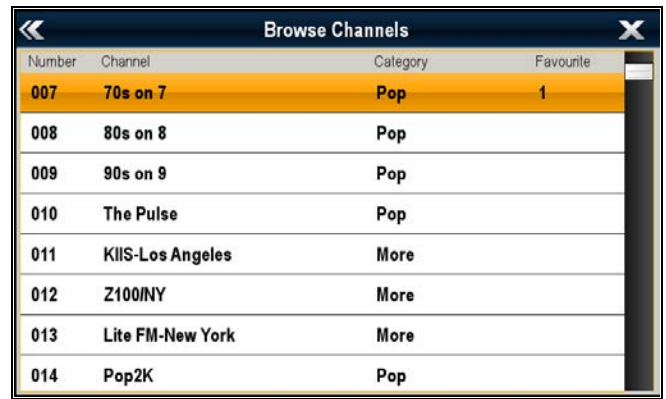 Browse Channels
Number Channel Category Favourite
007 70s on 7 Pop 1
008 80s on 8 Pop
009 90s on 9 Pop
010 The Pulse Pop
011 KIIS-Los Angeles More
012 Z100/NY More
013 Lite FM-New York More
014 Pop2K Pop